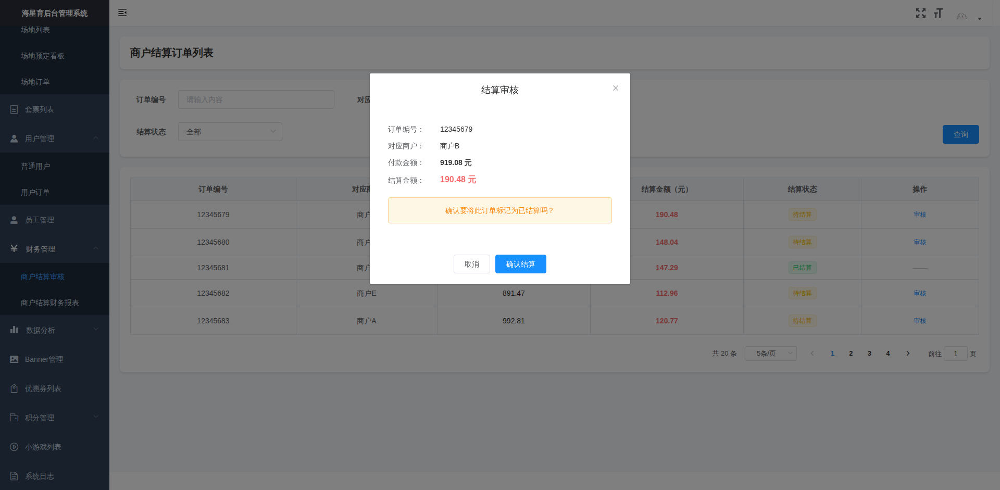 海星育后台管理系统
场地列表
场地预定看板
场地订单
套票列表
用户管理
普通用户
用户订单
员工管理
财务管理
商户结算审核
商户结算财务报表
数据分析
Banner管理
优惠券列表
积分管理
小游戏列表
系统日志
商户结算订单列表
订单编号 请输入内容 对应
结算状态 全部 查询
订单编号 对应商 结算金额（元） 结算状态 操作
12345679 商户 190.48 待结算 审核
12345680 商户 148.04 待结算 审核
12345681 商户 147.29 已结算 ——
12345682 商户E 891.47 112.96 待结算 审核
12345683 商户A 992.81 120.77 待结算 审核
共 20 条 5条/页 1 2 3 4 前往 1 页
结算审核
订单编号： 12345679
对应商户： 商户B
付款金额： 919.08 元
结算金额： 190.48 元
确认要将此订单标记为已结算吗？
取消 确认结算